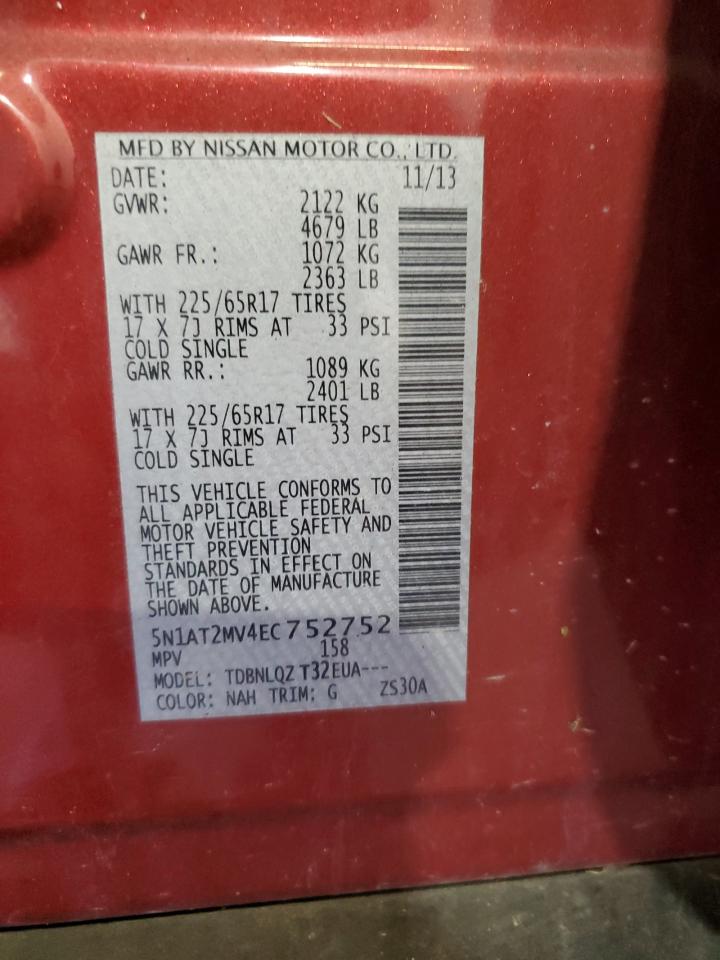 MFD BY NISSAN MOTOR CO., LTD.
DATE: 11/13
GVWR: 2122 KG
4679 LB
GAWR FR.: 1072 KG
2363 LB
WITH 225/65R17 TIRES
17 X 7J RIMS AT 33 PSI
COLD SINGLE
GAWR RR.: 1089 KG
2401 LB
WITH 225/65R17 TIRES
17 X 7J RIMS AT 33 PSI
COLD SINGLE
THIS VEHICLE CONFORMS TO
ALL APPLICABLE FEDERAL
MOTOR VEHICLE SAFETY AND
THEFT PREVENTION
STANDARDS IN EFFECT ON
THE DATE OF MANUFACTURE
SHOWN ABOVE.
5N1AT2MV4EC752752
MPV 158
MODEL: TDBNLQZ T32EUA---
COLOR: NAH TRIM: G ZS30A